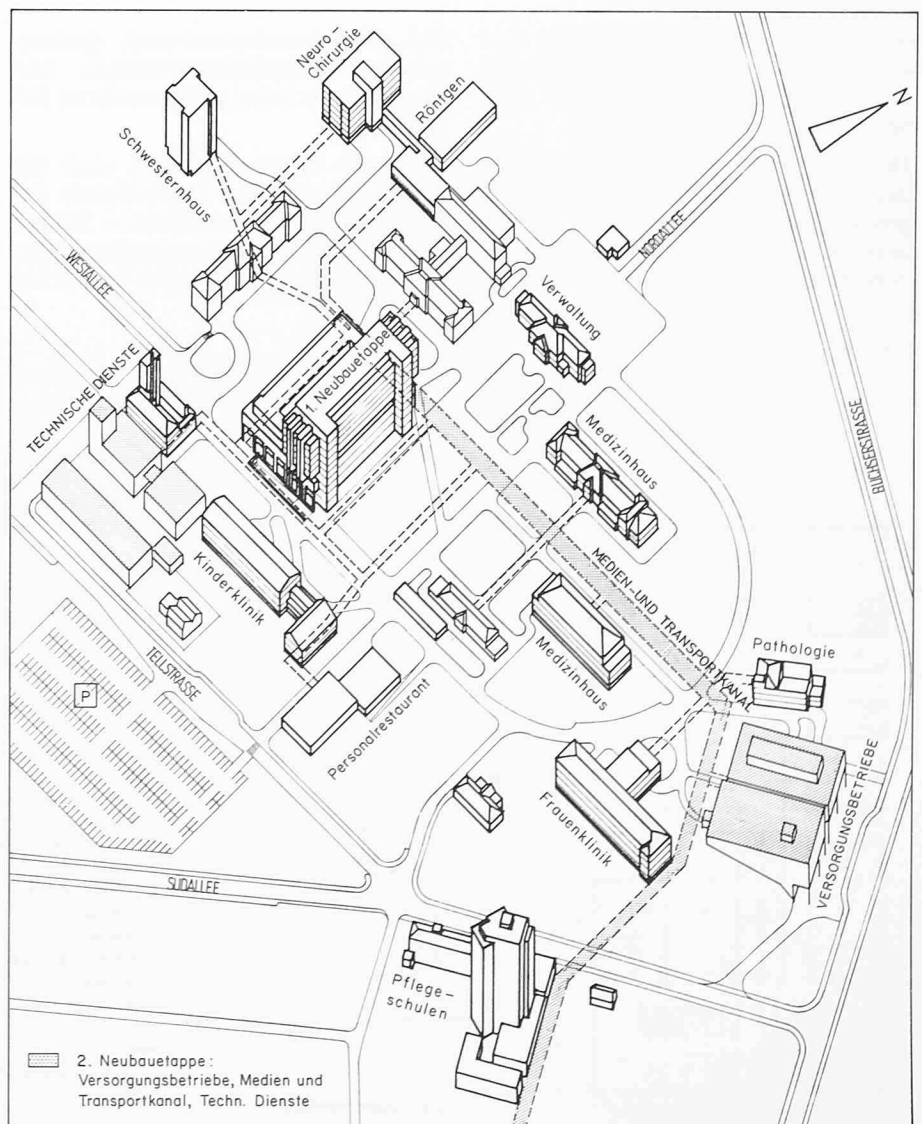 Neuro-
Chirurgie
Röntgen
N
Schwesternhaus
NORDALLEE
WESTALLEE
Verwaltung
1. Neubauetappe
TECHNISCHE DIENSTE
BUCHSERSTRASSE
Medizinhaus
MEDIEN-UND TRANSPORTKANAL
Kinderklinik
Medizinhaus
Pathologie
TELLSTRASSE
P
Personalrestaurant
Frauenklinik
VERSORGUNGSBETRIEBE
SÜDALLEE
Pflege-
schulen
2. Neubauetappe:
Versorgungsbetriebe, Medien und
Transportkanal, Techn. Dienste